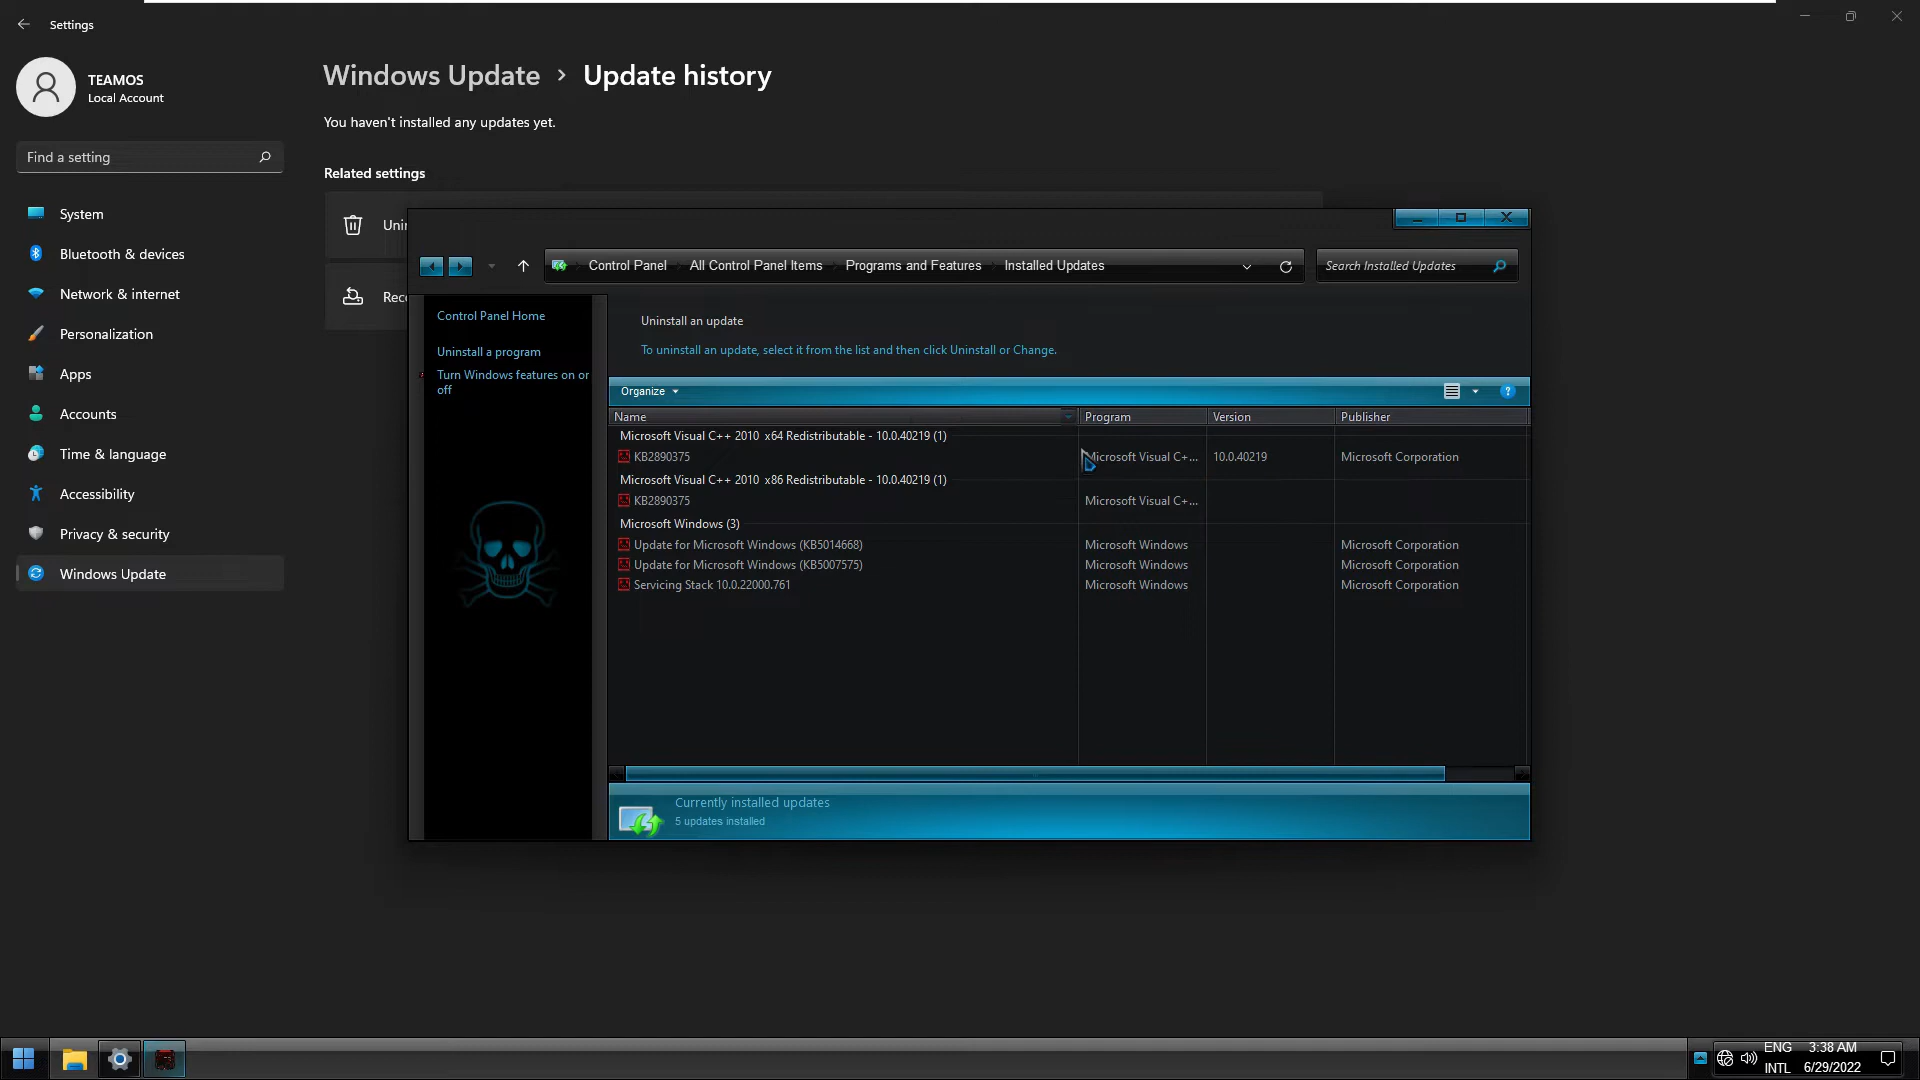 Settings
TEAMOS
Local Account
Find a setting
System
Bluetooth & devices
Network & internet
Personalization
Apps
Accounts
Time & language
Accessibility
Privacy & security
Windows Update
Windows Update > Update history
You haven't installed any updates yet.
Related settings
Control Panel All Control Panel Items Programs and Features Installed Updates
Search Installed Updates
Control Panel Home
Uninstall a program
Turn Windows features on or
off
Uninstall an update
To uninstall an update, select it from the list and then click Uninstall or Change.
Organize
Name Program Version Publisher
Microsoft Visual C++ 2010 x64 Redistributable - 10.0.40219 (1)
KB2890375 Microsoft Visual C+... 10.0.40219 Microsoft Corporation
Microsoft Visual C++ 2010 x86 Redistributable - 10.0.40219 (1)
KB2890375 Microsoft Visual C+...
Microsoft Windows (3)
Update for Microsoft Windows (KB5014668) Microsoft Windows Microsoft Corporation
Update for Microsoft Windows (KB5007575) Microsoft Windows Microsoft Corporation
Servicing Stack 10.0.22000.761 Microsoft Windows Microsoft Corporation
Currently installed updates
5 updates installed
ENG
INTL
3:38 AM
6/29/2022